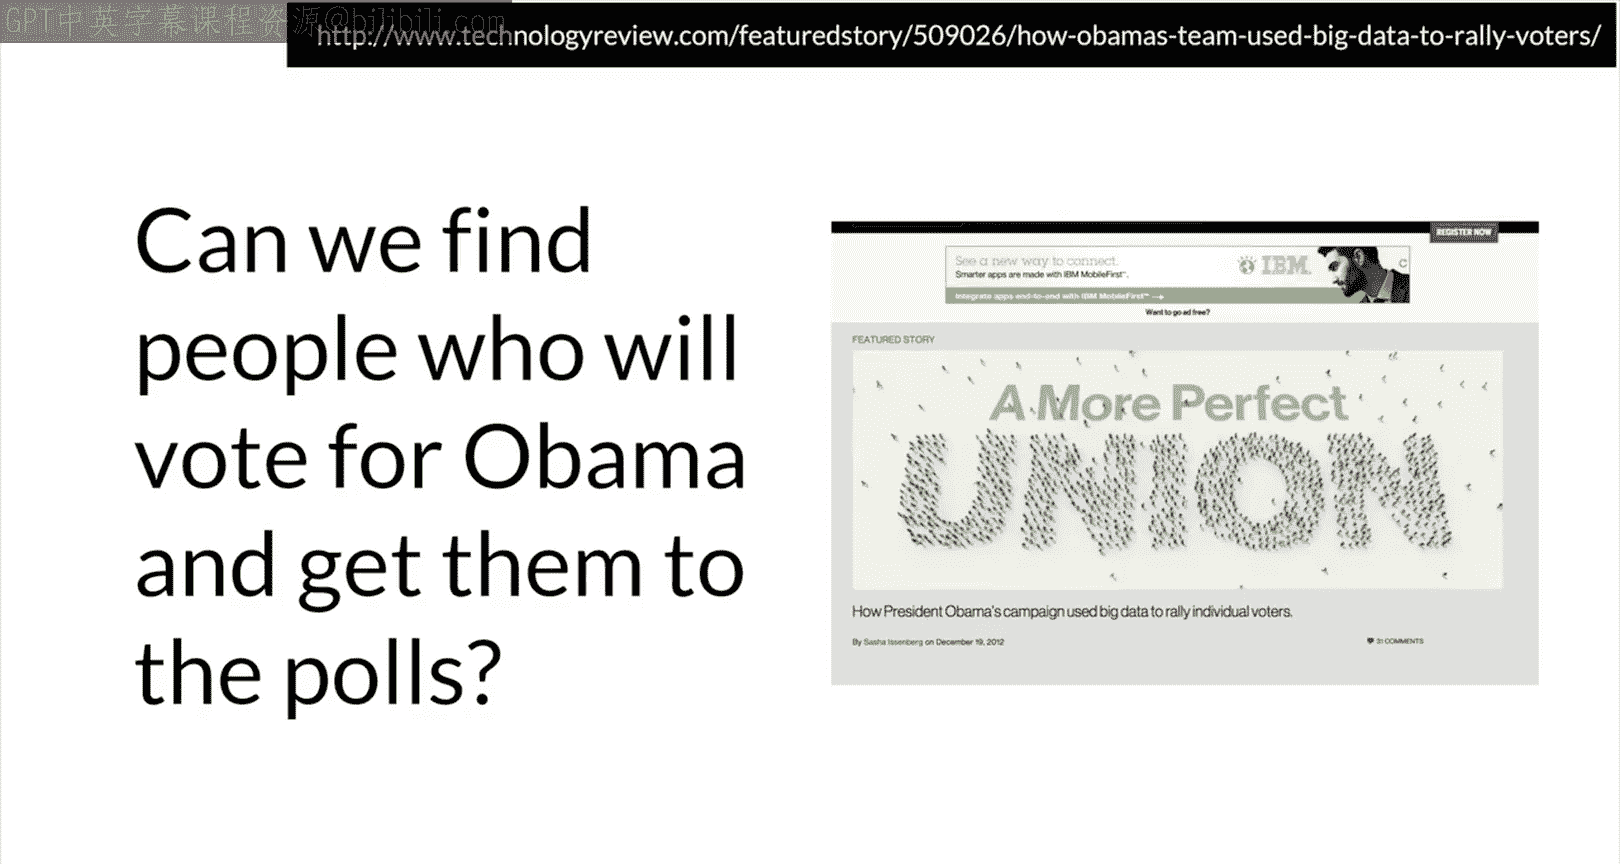 GPT中英字幕课程资源@bilibili.com
http://www.technologyreview.com/featuredstory/509026/how-obamas-team-used-big-data-to-rally-voters/
Can we find
people who will
vote for Obama
and get them to
the polls?
REGISTER NOW
See a new way to connect.
Smarter apps are made with IBM MobileFirst™.
IBM.
Integrate apps end-to-end with IBM MobileFirst™ →
Want to go ad free?
FEATURED STORY
A More Perfect
UNION
How President Obama's campaign used big data to rally individual voters.
By Sasha Issenberg on December 19, 2012
31 COMMENTS